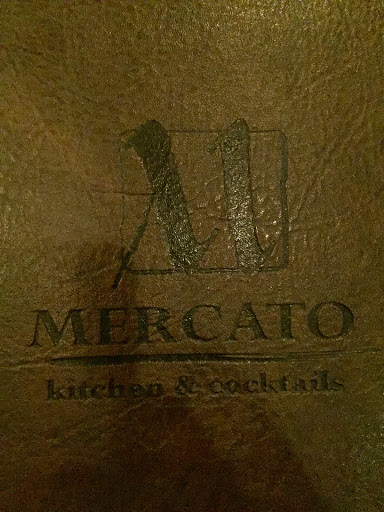 M
MERCATO
kitchen & cocktails